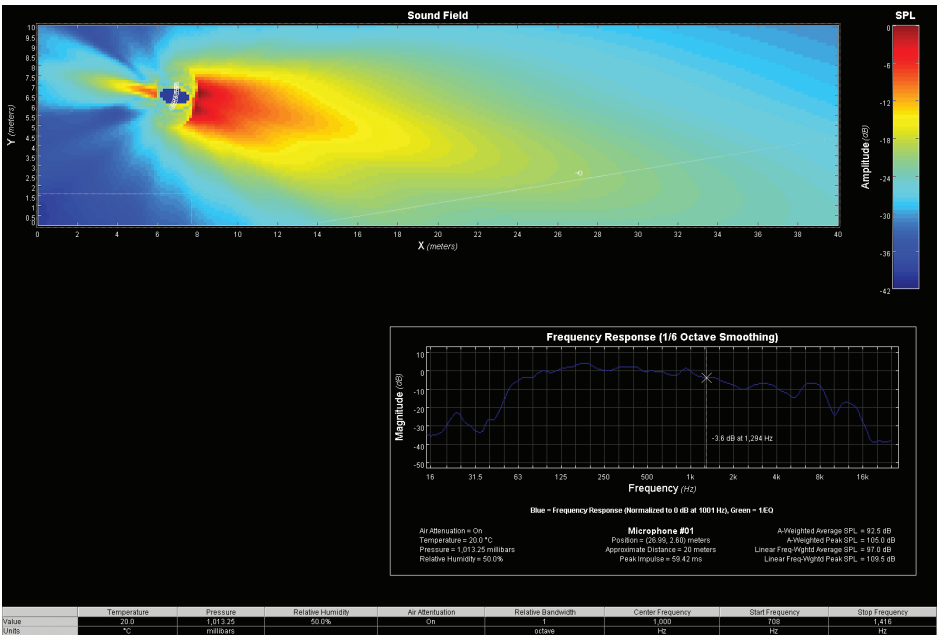 Sound Field
SPL
10
9.5
9
8.5
8
7.5
7
6.5
6
5.5
5
4.5
4
3.5
3
2.5
2
1.5
1
0.5
0
Y (meters)
0 2 4 6 8 10 12 14 16 18 20 22 24 26 28 30 32 34 36 38 40
X (meters)
0
-6
-12
-18
-24
-30
-36
-42
Amplitude (dB)
Frequency Response (1/6 Octave Smoothing)
10
0
-10
-20
-30
-40
-50
Magnitude (dB)
-3.6 dB at 1,294 Hz
16 31.5 63 125 250 500 1k 2k 4k 8k 16k
Frequency (Hz)
Blue = Frequency Response (Normalized to 0 dB at 1001 Hz), Green = 1/EQ
Air Attenuation = On
Temperature = 20.0 °C
Pressure = 1,013.25 millibars
Relative Humidity = 50.0%
Microphone #01
Position = (26.99, 2.60) meters
Approximate Distance = 20 meters
Peak Impulse = 59.42 ms
A-Weighted Average SPL = 92.5 dB
A-Weighted Peak SPL = 105.0 dB
Linear Freq-Wghtd Average SPL = 97.0 dB
Linear Freq-Wghtd Peak SPL = 109.5 dB
Temperature Pressure Relative Humidity Air Attentuation Relative Bandwidth Center Frequency Start Frequency Stop Frequency
Value 20.0 1,013.25 50.0% On 1 1,000 708 1,416
Units °C millibars octave Hz Hz Hz